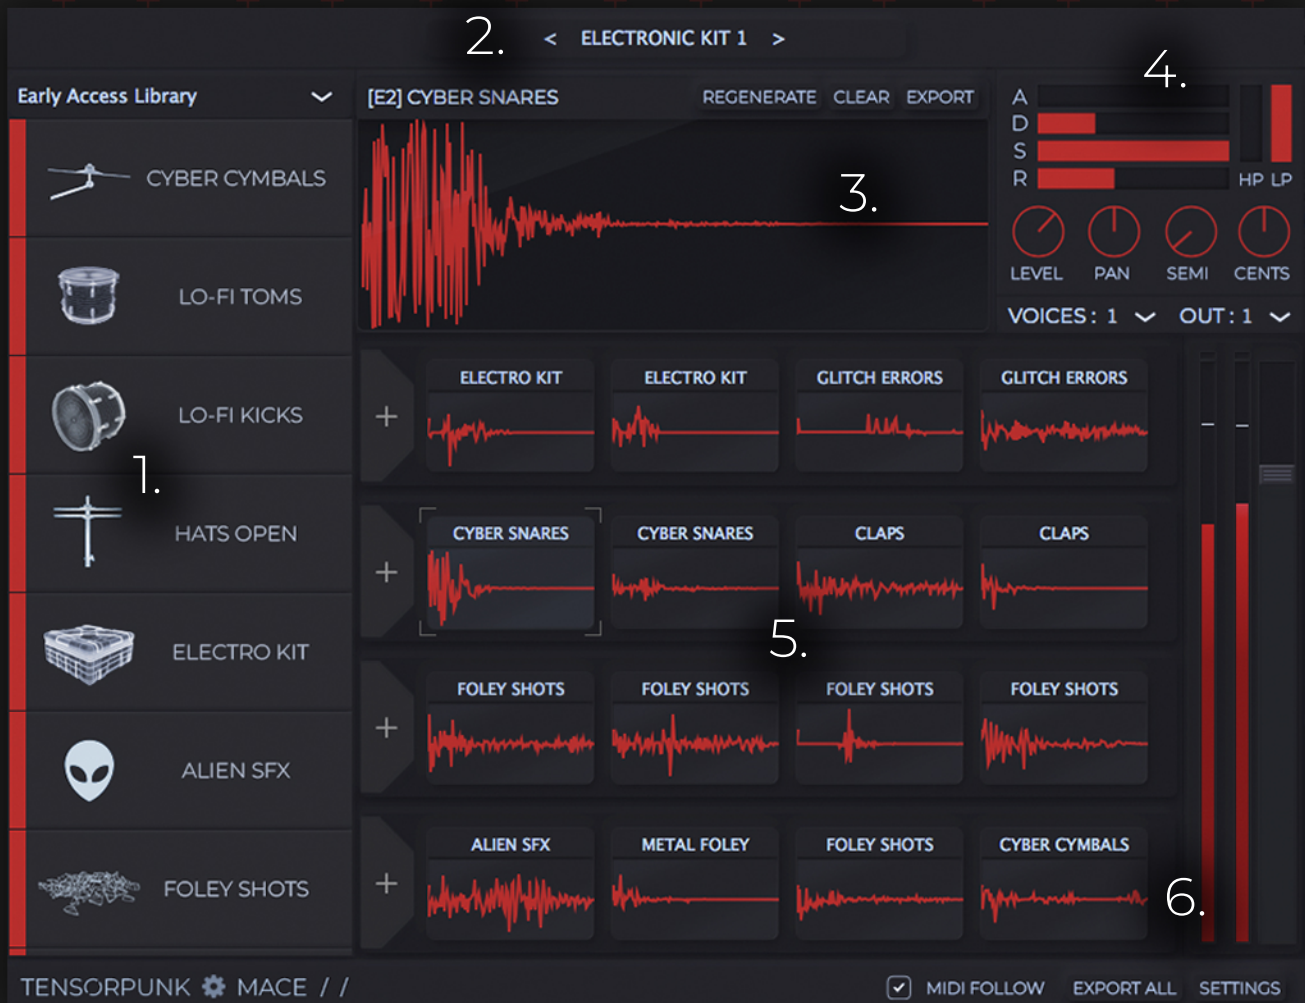 2.
< ELECTRONIC KIT 1 >
Early Access Library
[E2] CYBER SNARES
REGENERATE CLEAR EXPORT
4.
A
D
S
R
HP LP
3.
LEVEL PAN SEMI CENTS
VOICES : 1 OUT : 1
CYBER CYMBALS
LO-FI TOMS
LO-FI KICKS
1.
HATS OPEN
ELECTRO KIT
ALIEN SFX
FOLEY SHOTS
+ ELECTRO KIT ELECTRO KIT GLITCH ERRORS GLITCH ERRORS
+ CYBER SNARES CYBER SNARES CLAPS CLAPS
5.
+ FOLEY SHOTS FOLEY SHOTS FOLEY SHOTS FOLEY SHOTS
+ ALIEN SFX METAL FOLEY FOLEY SHOTS CYBER CYMBALS
6.
TENSORPUNK MACE / /
MIDI FOLLOW EXPORT ALL SETTINGS